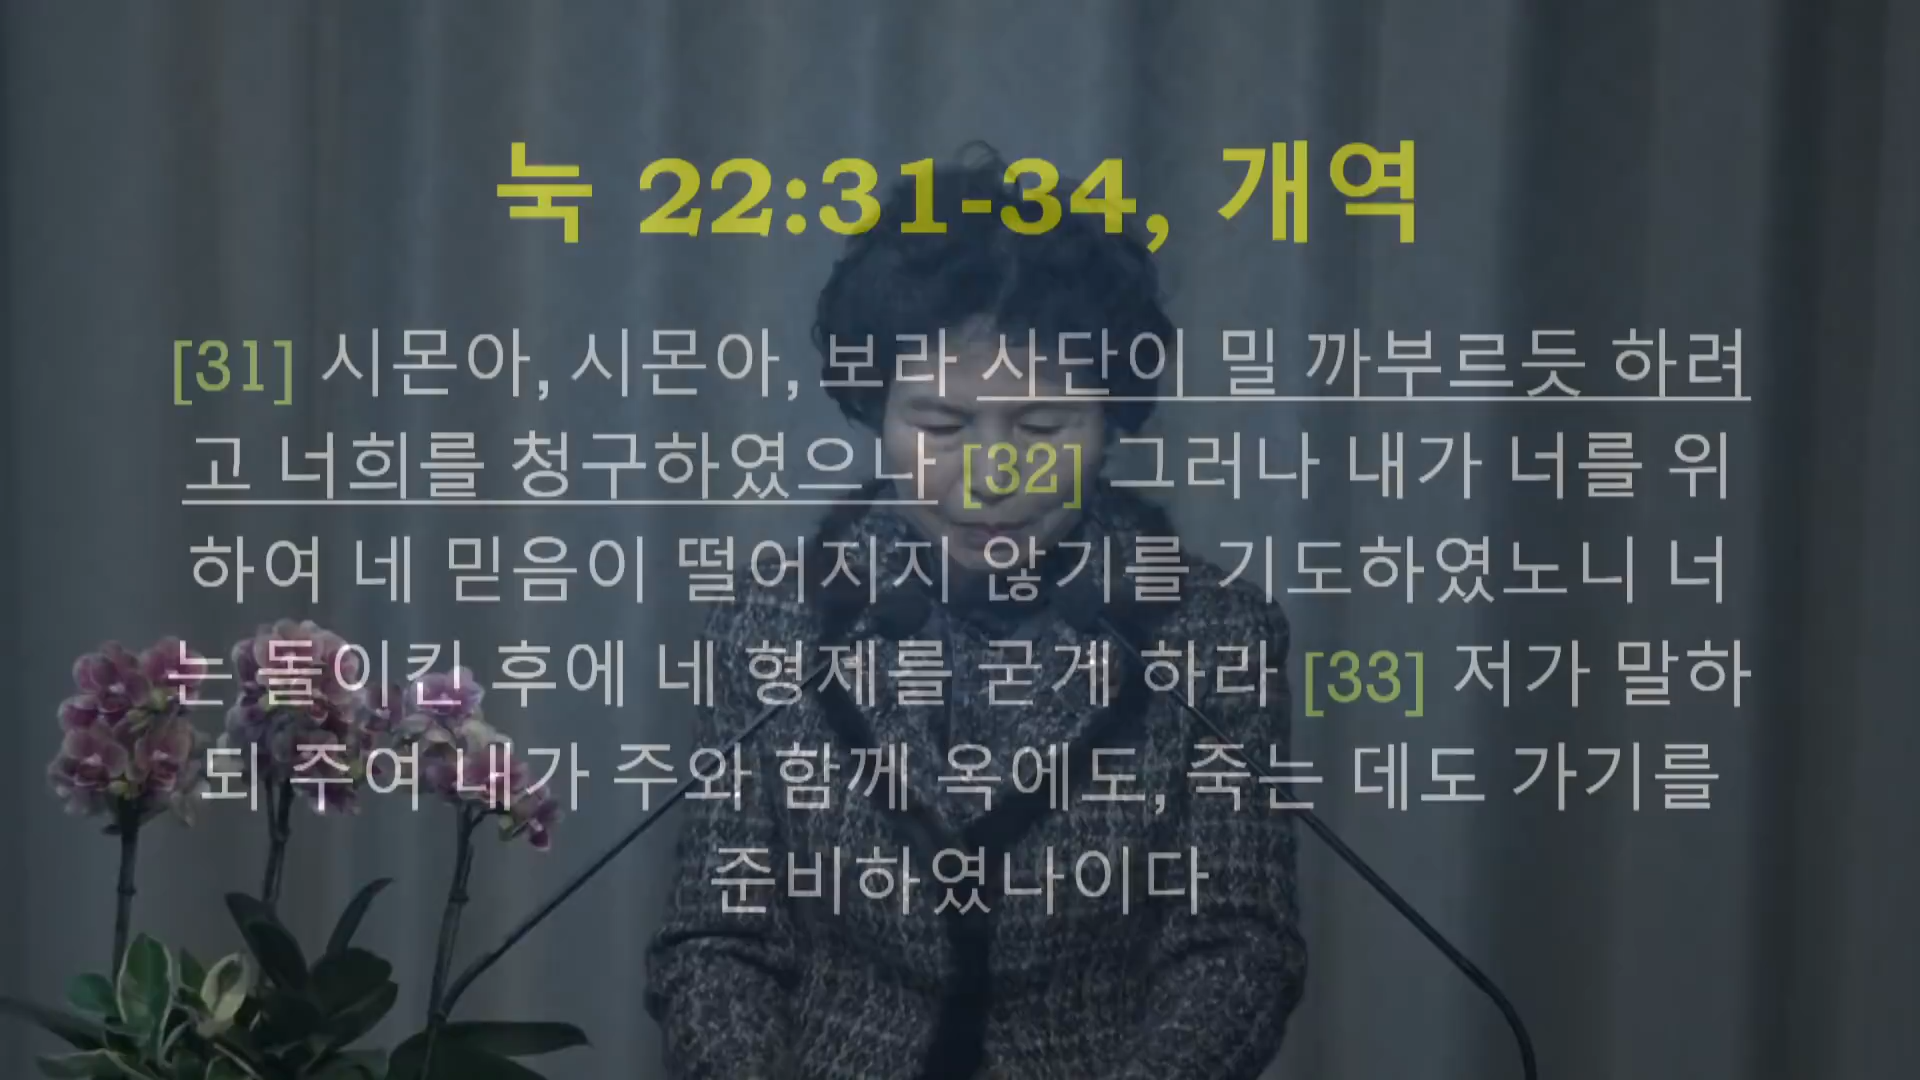 눅 22:31-34, 개역
[31] 시몬아, 시몬아, 보라 사단이 밀 까부르듯 하려
고 너희를 청구하였으나 [32] 그러나 내가 너를 위
하여 네 믿음이 떨어지지 않기를 기도하였노니 너
는 돌이킨 후에 네 형제를 굳게 하라 [33] 저가 말하
되 주여 내가 주와 함께 옥에도, 죽는 데도 가기를
준비하였나이다